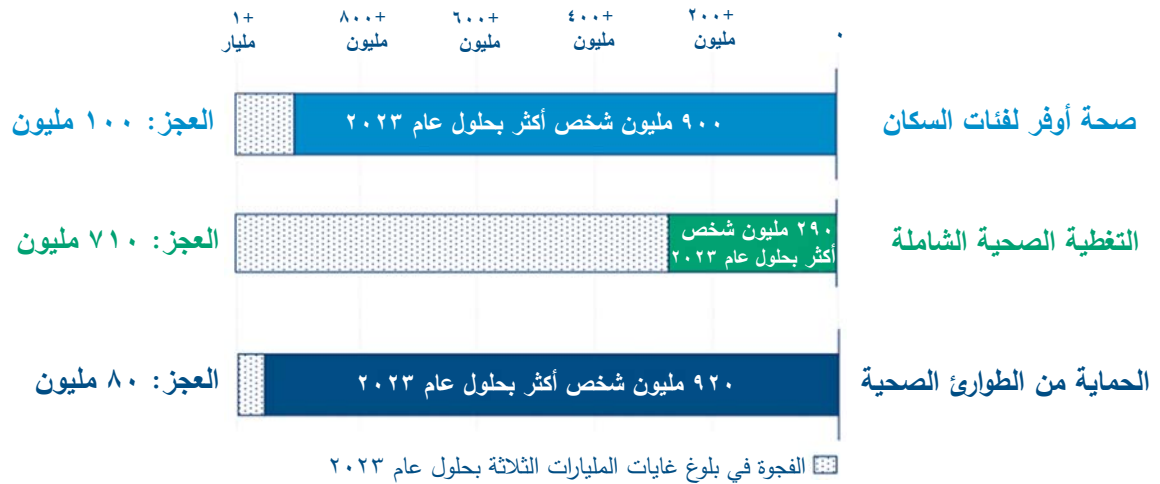 ٠
+٢٠٠
مليون
+٤٠٠
مليون
+٦٠٠
مليون
+٨٠٠
مليون
+١
مليار
صحة أوفر لفئات السكان
٩٠٠ مليون شخص أكثر بحلول عام ٢٠٢٣
العجز: ١٠٠ مليون
التغطية الصحية الشاملة
٢٩٠ مليون شخص
أكثر بحلول عام ٢٠٢٣
العجز: ٧١٠ مليون
الحماية من الطوارئ الصحية
٩٢٠ مليون شخص أكثر بحلول عام ٢٠٢٣
العجز: ٨٠ مليون
الفجوة في بلوغ غايات المليارات الثلاثة بحلول عام ٢٠٢٣